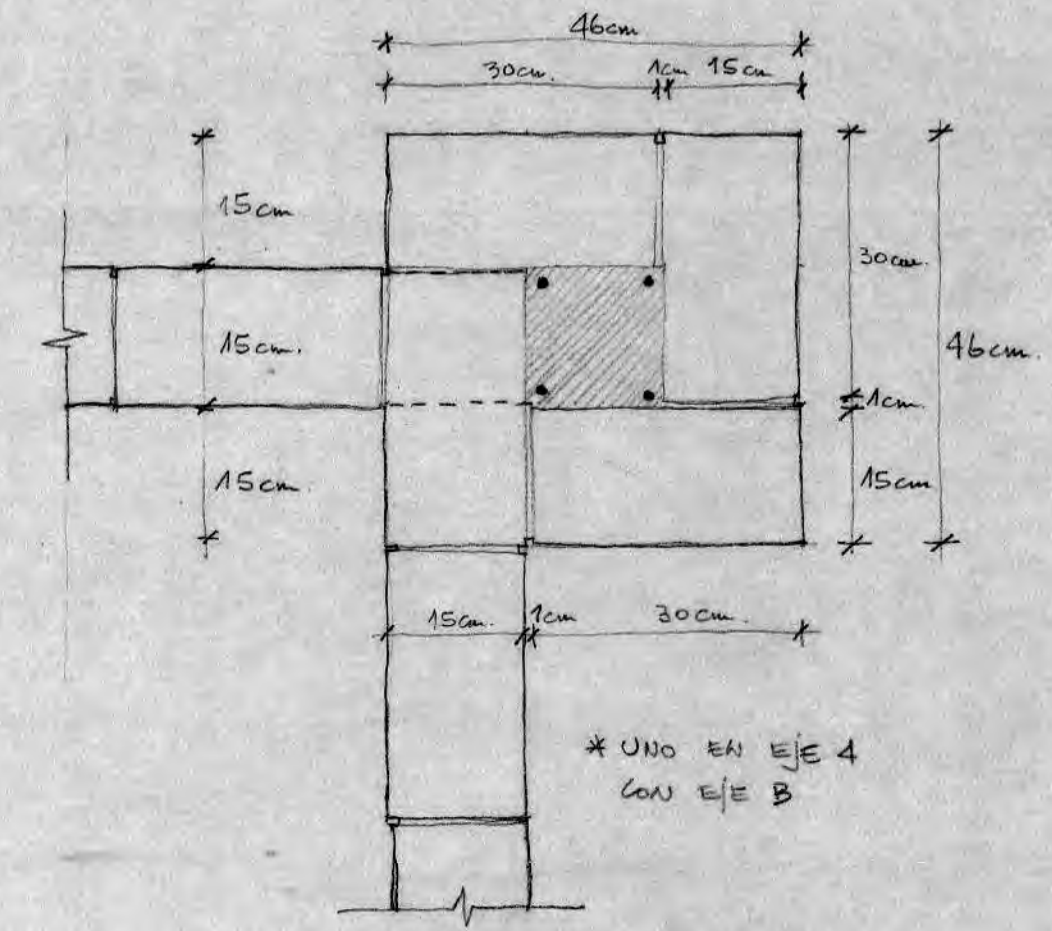 46cm
30cm. 1cm 15cm
15cm
30cm.
15cm.
46cm.
1cm.
15cm.
15cm
15cm. 1cm 30cm.
* UNO EN EJE 4
CON EJE B